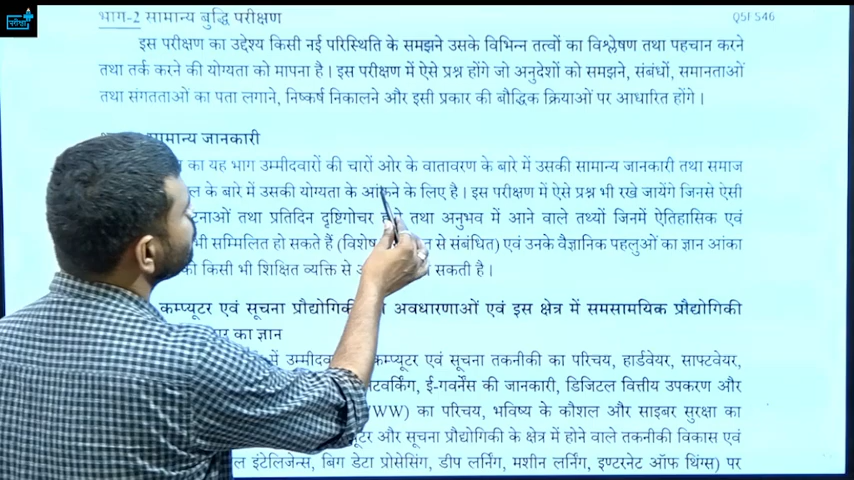 परीक्षा
भाग-2 सामान्य बुद्धि परीक्षण
इस परीक्षण का उद्देश्य किसी नई परिस्थिति के समझने उसके विभिन्न तत्वों का विश्लेषण तथा पहचान करने
तथा तर्क करने की योग्यता को मापना है। इस परीक्षण में ऐसे प्रश्न होंगे जो अनुदेशों को समझने, संबंधों, समानताओं
तथा संगतताओं का पता लगाने, निष्कर्ष निकालने और इसी प्रकार की बौद्धिक क्रियाओं पर आधारित होंगे।
सामान्य जानकारी
का यह भाग उम्मीदवारों की चारों ओर के वातावरण के बारे में उसकी सामान्य जानकारी तथा समाज
के बारे में उसकी योग्यता के आंकने के लिए है। इस परीक्षण में ऐसे प्रश्न भी रखे जायेंगे जिनसे ऐसी
तथा प्रतिदिन दृष्टिगोचर होने तथा अनुभव में आने वाले तथ्यों जिनमें ऐतिहासिक एवं
भी सम्मिलित हो सकते हैं से संबंधित) एवं उनके वैज्ञानिक पहलुओं का ज्ञान आंका
किसी भी शिक्षित व्यक्ति से सकती है।
कम्प्यूटर एवं सूचना प्रौद्योगिकी अवधारणाओं एवं इस क्षेत्र में समसामयिक प्रौद्योगिकी
का ज्ञान
में कम्प्यूटर एवं सूचना तकनीकी का परिचय, हार्डवेयर, साफ्टवेयर,
ई-गवर्नेंस की जानकारी, डिजिटल वित्तीय उपकरण और
का परिचय, भविष्य के कौशल और साइबर सुरक्षा का
और सूचना प्रौद्योगिकी के क्षेत्र में होने वाले तकनीकी विकास एवं
इंटेलिजेन्स, बिग डेटा प्रोसेसिंग, डीप लर्निंग, मशीन लर्निंग, इण्टरनेट ऑफ थिंग्स) पर